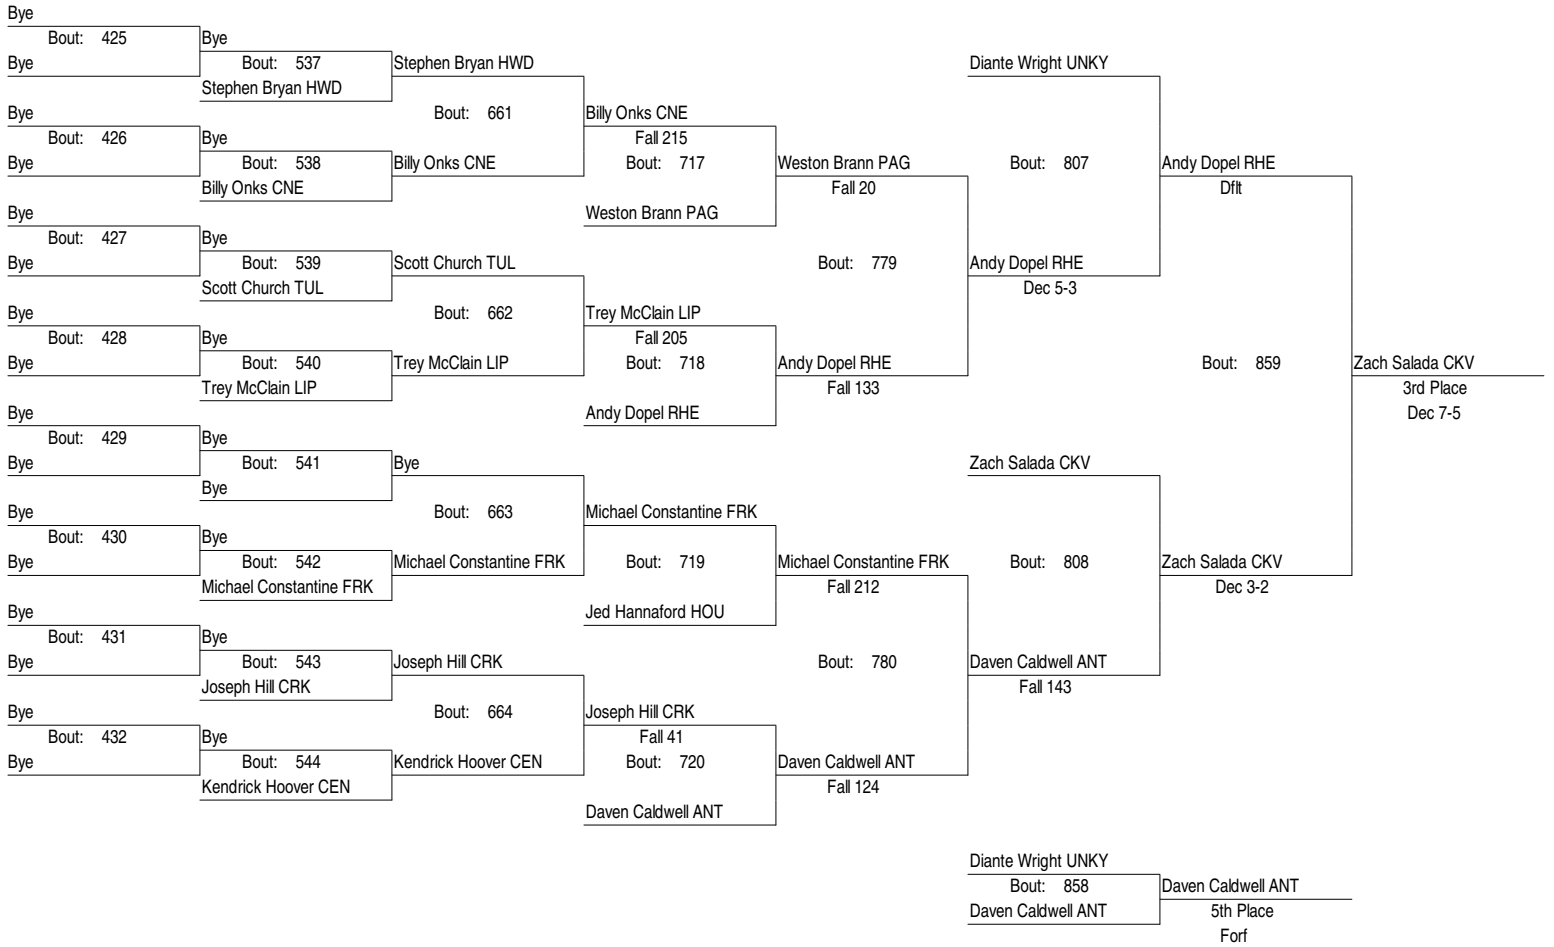 Bye
Bout: 425
Bye
Bye
Bout: 537
Stephen Bryan HWD
Bye
Bout: 426
Bye
Bye
Bout: 538
Billy Onks CNE
Bye
Bout: 427
Bye
Bye
Bout: 539
Scott Church TUL
Bye
Bout: 428
Bye
Bye
Bout: 540
Trey McClain LIP
Bye
Bout: 429
Bye
Bye
Bout: 541
Bye
Bye
Bout: 430
Bye
Bye
Bout: 542
Michael Constantine FRK
Bye
Bout: 431
Bye
Bye
Bout: 543
Joseph Hill CRK
Bye
Bout: 432
Bye
Bye
Bout: 544
Kendrick Hoover CEN
Stephen Bryan HWD
Bout: 661
Billy Onks CNE
Scott Church TUL
Bout: 662
Trey McClain LIP
Bye
Bout: 663
Michael Constantine FRK
Joseph Hill CRK
Bout: 664
Kendrick Hoover CEN
Billy Onks CNE
Fall 215
Bout: 717
Weston Brann PAG
Trey McClain LIP
Fall 205
Bout: 718
Andy Dopel RHE
Michael Constantine FRK
Bout: 719
Jed Hannaford HOU
Joseph Hill CRK
Fall 41
Bout: 720
Daven Caldwell ANT
Weston Brann PAG
Fall 20
Bout: 779
Andy Dopel RHE
Fall 133
Michael Constantine FRK
Fall 212
Bout: 780
Daven Caldwell ANT
Fall 124
Diante Wright UNKY
Bout: 807
Andy Dopel RHE
Dec 5-3
Zach Salada CKV
Bout: 808
Daven Caldwell ANT
Fall 143
Andy Dopel RHE
Dflt
Bout: 859
Zach Salada CKV
Dec 3-2
Zach Salada CKV
3rd Place
Dec 7-5
Diante Wright UNKY
Bout: 858
Daven Caldwell ANT
Daven Caldwell ANT
5th Place
Forf